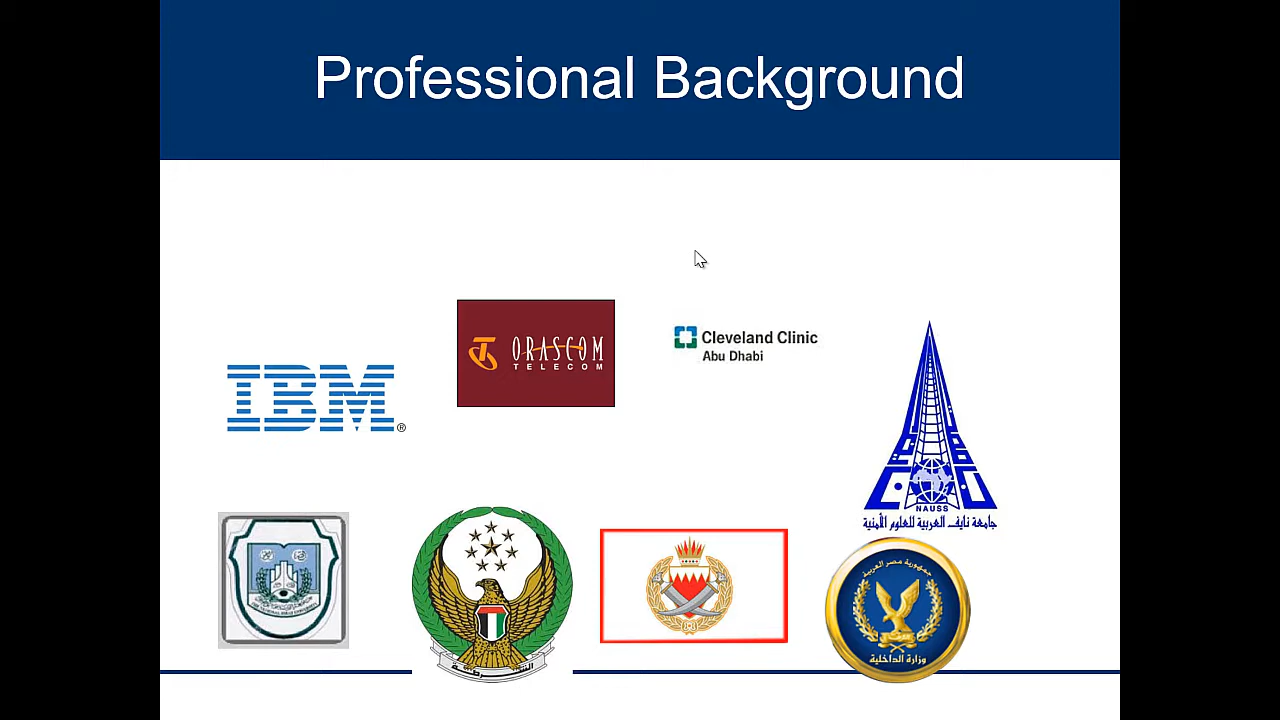 Professional Background
ORASCOM
TELECOM
Cleveland Clinic
Abu Dhabi
IBM®
NAUSS
جامعة نايف العربية للعلوم الأمنية
جمهورية مصر العربية
وزارة الداخلية
الشرطة